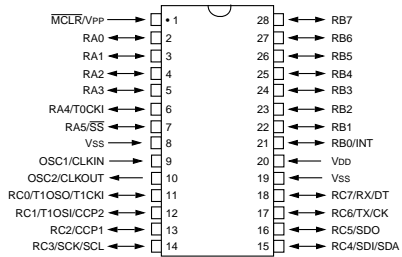 MCLR/VPP • 1 28 RB7
RA0 2 27 RB6
RA1 3 26 RB5
RA2 4 25 RB4
RA3 5 24 RB3
RA4/T0CKI 6 23 RB2
RA5/SS 7 22 RB1
VSS 8 21 RB0/INT
OSC1/CLKIN 9 20 VDD
OSC2/CLKOUT 10 19 VSS
RC0/T1OSO/T1CKI 11 18 RC7/RX/DT
RC1/T1OSI/CCP2 12 17 RC6/TX/CK
RC2/CCP1 13 16 RC5/SDO
RC3/SCK/SCL 14 15 RC4/SDI/SDA